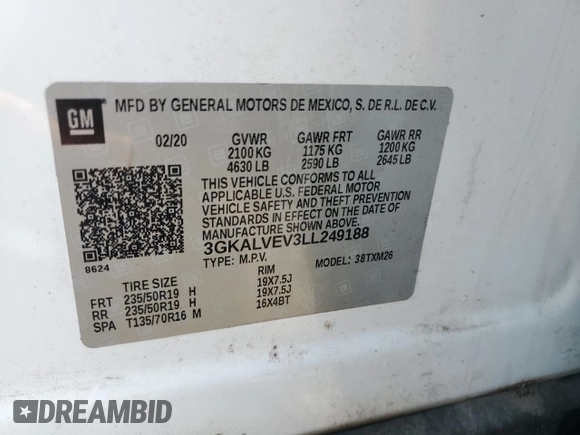 GM
MFD BY GENERAL MOTORS DE MEXICO, S. DE R.L. DE C.V.
02/20 GVWR GAWR FRT GAWR RR
2100 KG 1175 KG 1200 KG
4630 LB 2590 LB 2645 LB
THIS VEHICLE CONFORMS TO ALL
APPLICABLE U.S. FEDERAL MOTOR
VEHICLE SAFETY AND THEFT PREVENTION
STANDARDS IN EFFECT ON THE DATE OF
MANUFACTURE SHOWN ABOVE.
3GKALVEV3LL249188
8624
TYPE: M.P.V. MODEL: 38TXM26
TIRE SIZE RIM
FRT 235/50R19 H 19X7.5J
RR 235/50R19 H 19X7.5J
SPA T135/70R16 M 16X4BT
DREAMBID